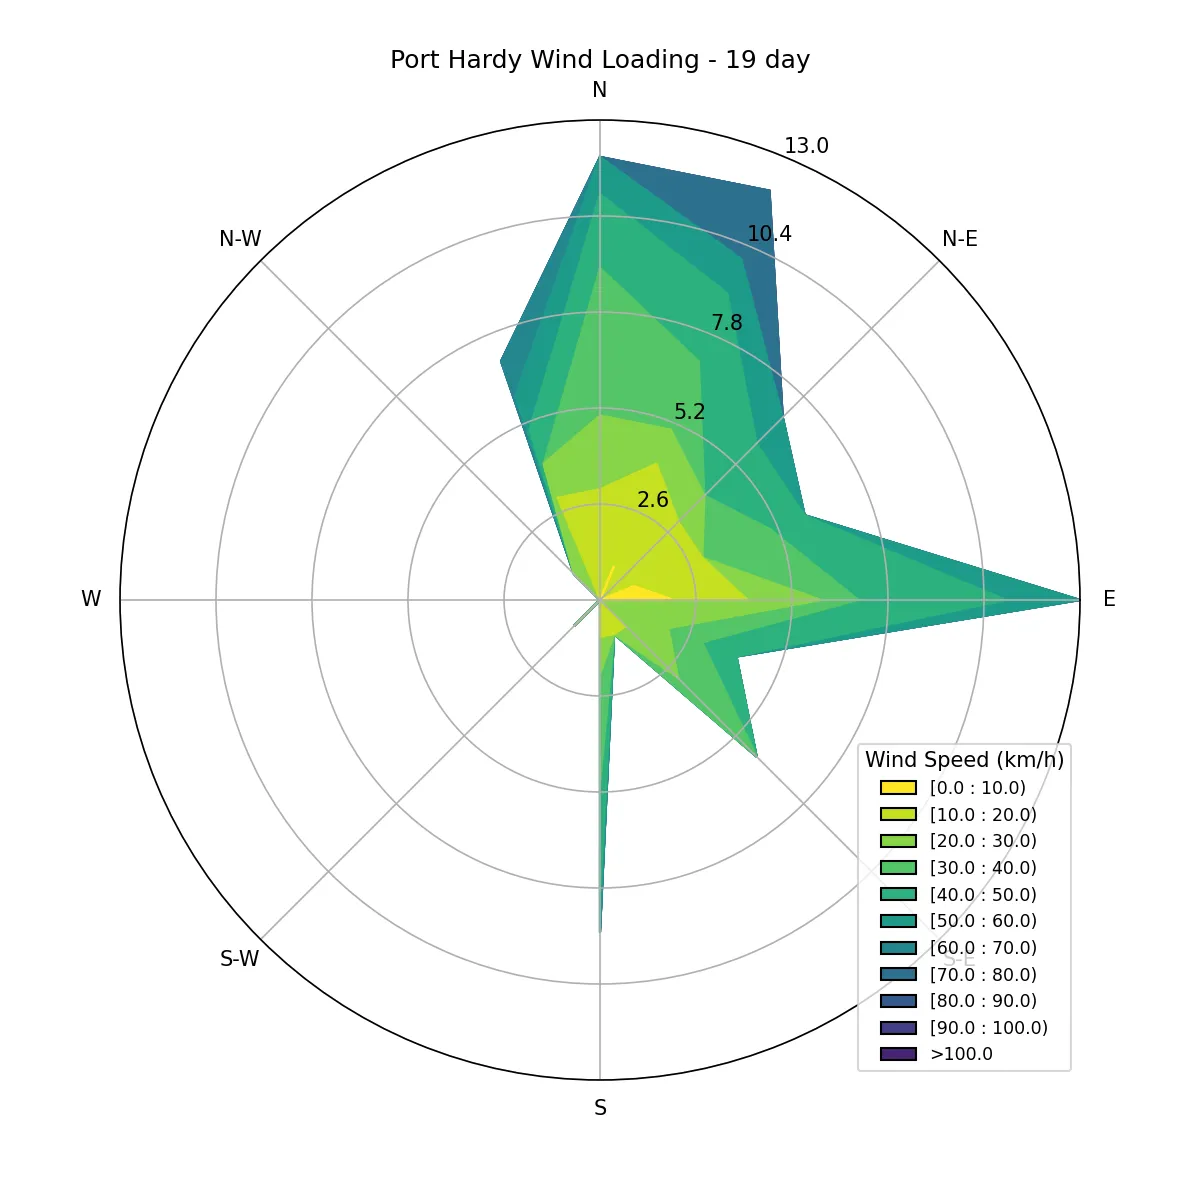 Port Hardy Wind Loading - 19 day
N
13.0
N-W
10.4
N-E
7.8
5.2
2.6
W
E
Wind Speed (km/h)
[0.0 : 10.0)
[10.0 : 20.0)
[20.0 : 30.0)
[30.0 : 40.0)
[40.0 : 50.0)
[50.0 : 60.0)
[60.0 : 70.0)
[70.0 : 80.0)
[80.0 : 90.0)
[90.0 : 100.0)
>100.0
S-W
S-E
S